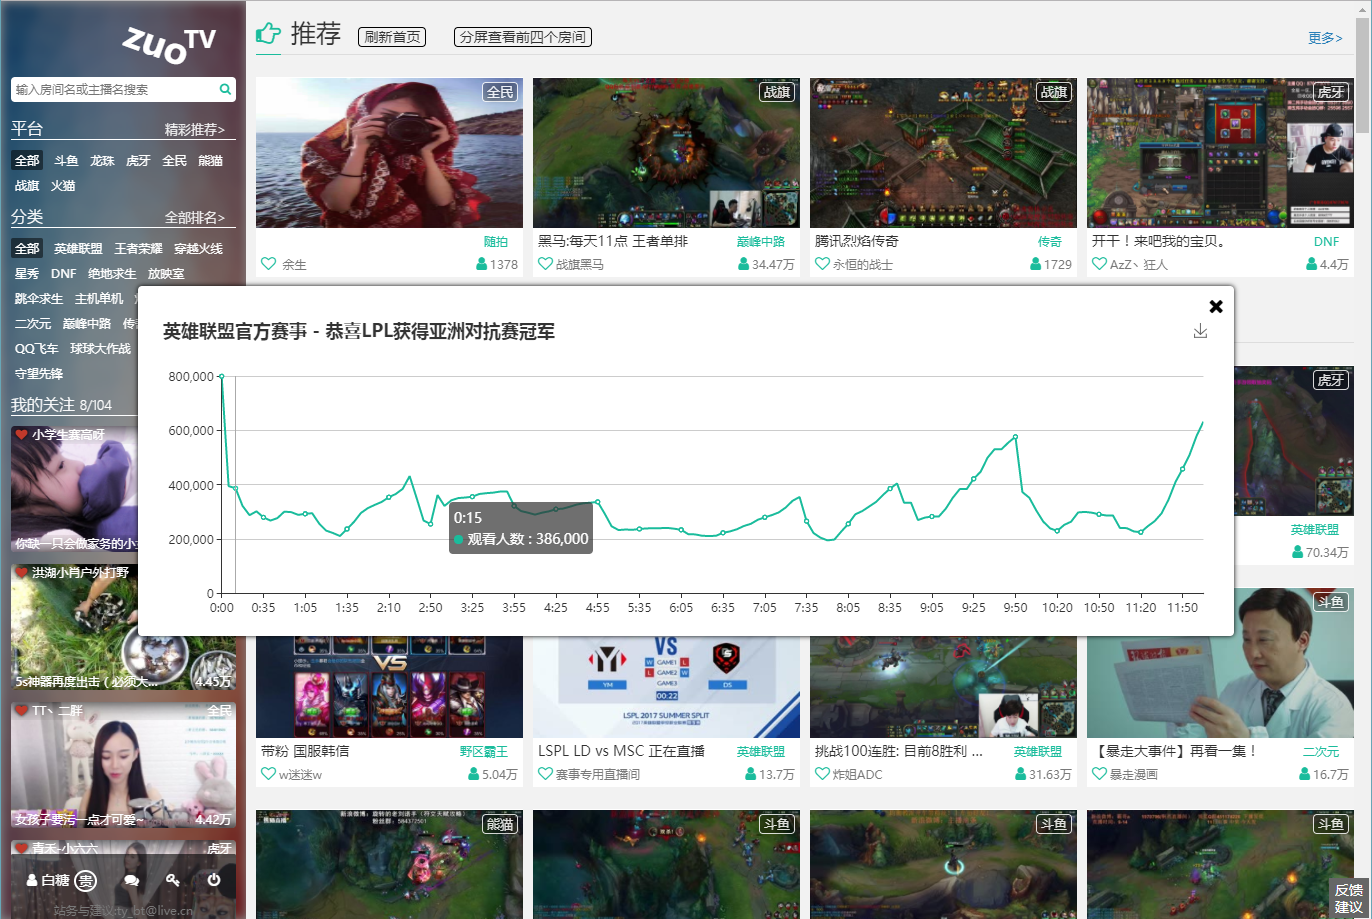 zuoTV
输入房间名或主播名搜索
平台 精彩推荐>
全部 斗鱼 龙珠 虎牙 全民 熊猫
战旗 火猫
分类 全部排名>
全部 英雄联盟 王者荣耀 穿越火线
星秀 DNF 绝地求生 放映室
跳伞求生 主机单机
二次元 巅峰中路 传
QQ飞车 球球大作战
守望先锋
我的关注 8/104
小学生赛高呀
你缺一只会做家务的小
洪湖小肖户外打野
5s神器再度出击（必须大... 4.45万
TT丶二胖 全民
女孩子要污一点才可爱~ 4.42万
青禾-小六六 虎牙
白糖 贵
站务与建议:ty_bt@live.cn
推荐 刷新首页 分屏查看前四个房间 更多>
全民
随拍
余生 1378
战旗
黑马:每天11点 王者单排 巅峰中路
战旗黑马 34.47万
战旗
腾讯烈焰传奇 传奇
永恒的战士 1729
虎牙
开干！来吧我的宝贝。 DNF
AzZ丶狂人 4.4万
英雄联盟官方赛事 - 恭喜LPL获得亚洲对抗赛冠军
800,000
600,000
400,000
200,000
0
0:15
观看人数 : 386,000
0:00 0:35 1:05 1:35 2:10 2:50 3:25 3:55 4:25 4:55 5:35 6:05 6:35 7:05 7:35 8:05 8:35 9:05 9:25 9:50 10:20 10:50 11:20 11:50
虎牙
英雄联盟
70.34万
VS
带粉 国服韩信 野区霸王
w迷迷w 5.04万
VS
W GAME1 L
L GAME2 W
GAME3
YM 00:22 DS
LSPL 2017 SUMMER SPLIT
LSPL LD vs MSC 正在直播 英雄联盟
赛事专用直播间 13.7万
挑战100连胜: 目前8胜利 ... 英雄联盟
炸姐ADC 31.63万
斗鱼
【暴走大事件】再看一集！ 二次元
暴走漫画 16.7万
熊猫
斗鱼
斗鱼
斗鱼
反馈
建议